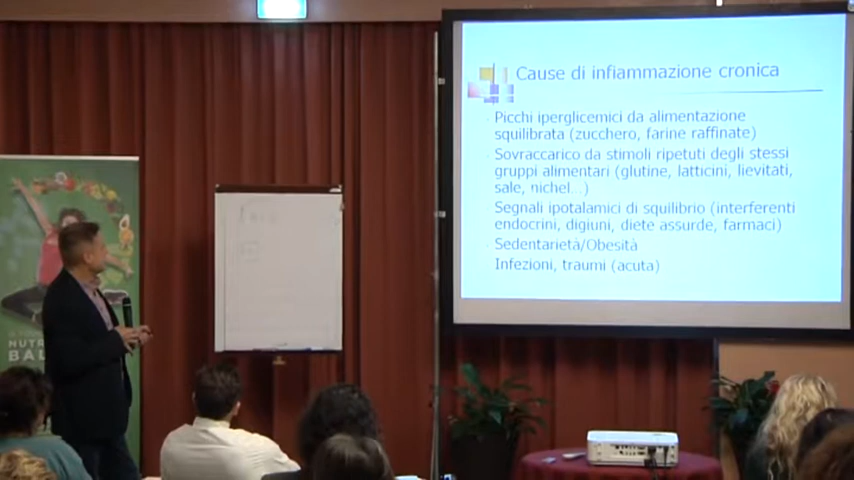 Cause di infiammazione cronica
Picchi iperglicemici da alimentazione
squilibrata (zucchero, farine raffinate)
Sovraccarico da stimoli ripetuti degli stessi
gruppi alimentari (glutine, latticini, lievitati,
sale, nichel...)
Segnali ipotalamici di squilibrio (interferenti
endocrini, digiuni, diete assurde, farmaci)
Sedentarietà/Obesità
Infezioni, traumi (acuta)
NUTR
BAL